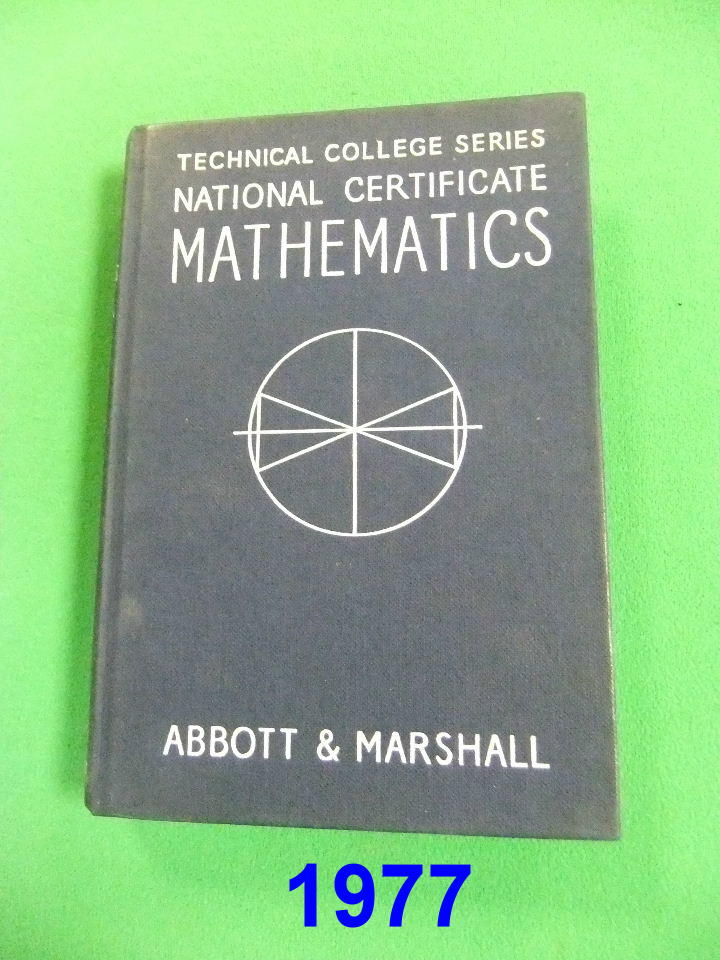 TECHNICAL COLLEGE SERIES
NATIONAL CERTIFICATE
MATHEMATICS
ABBOTT & MARSHALL
1977